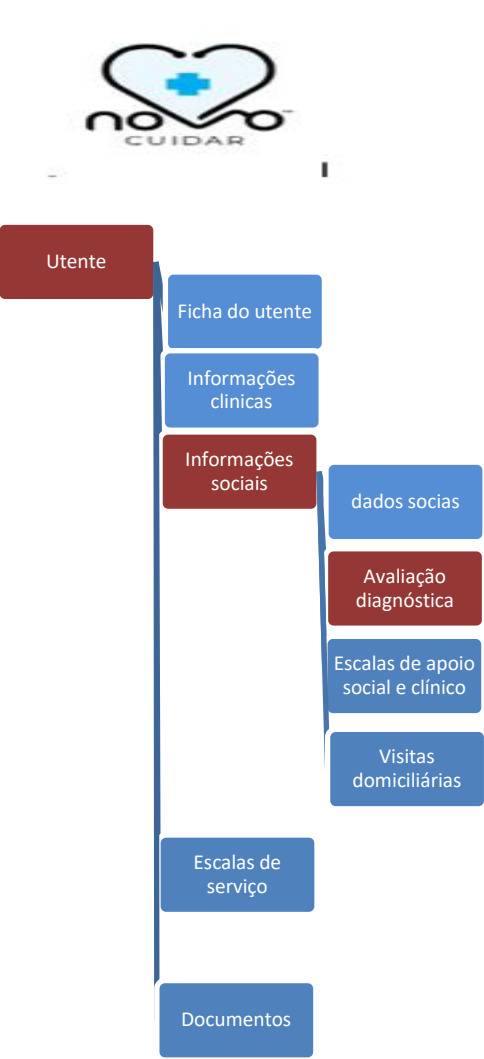 novo
CUIDAR
Utente
Ficha do utente
Informações
clinicas
Informações
sociais
dados socias
Avaliação
diagnóstica
Escalas de apoio
social e clínico
Visitas
domiciliárias
Escalas de
serviço
Documentos